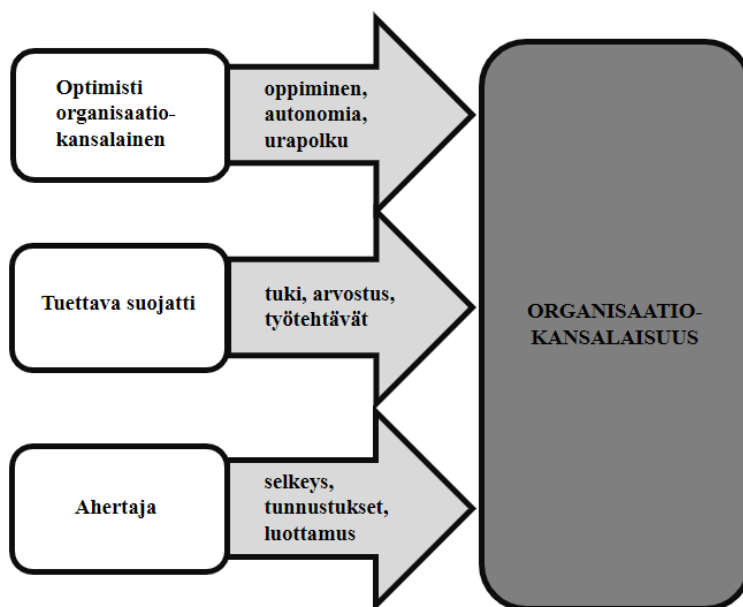 Optimisti
organisaatio-
kansalainen
oppiminen,
autonomia,
urapolku
Tuettava suojatti
tuki, arvostus,
työtehtävät
Ahertaja
selkeys,
tunnustukset,
luottamus
ORGANISAATIO-
KANSALAISUUS